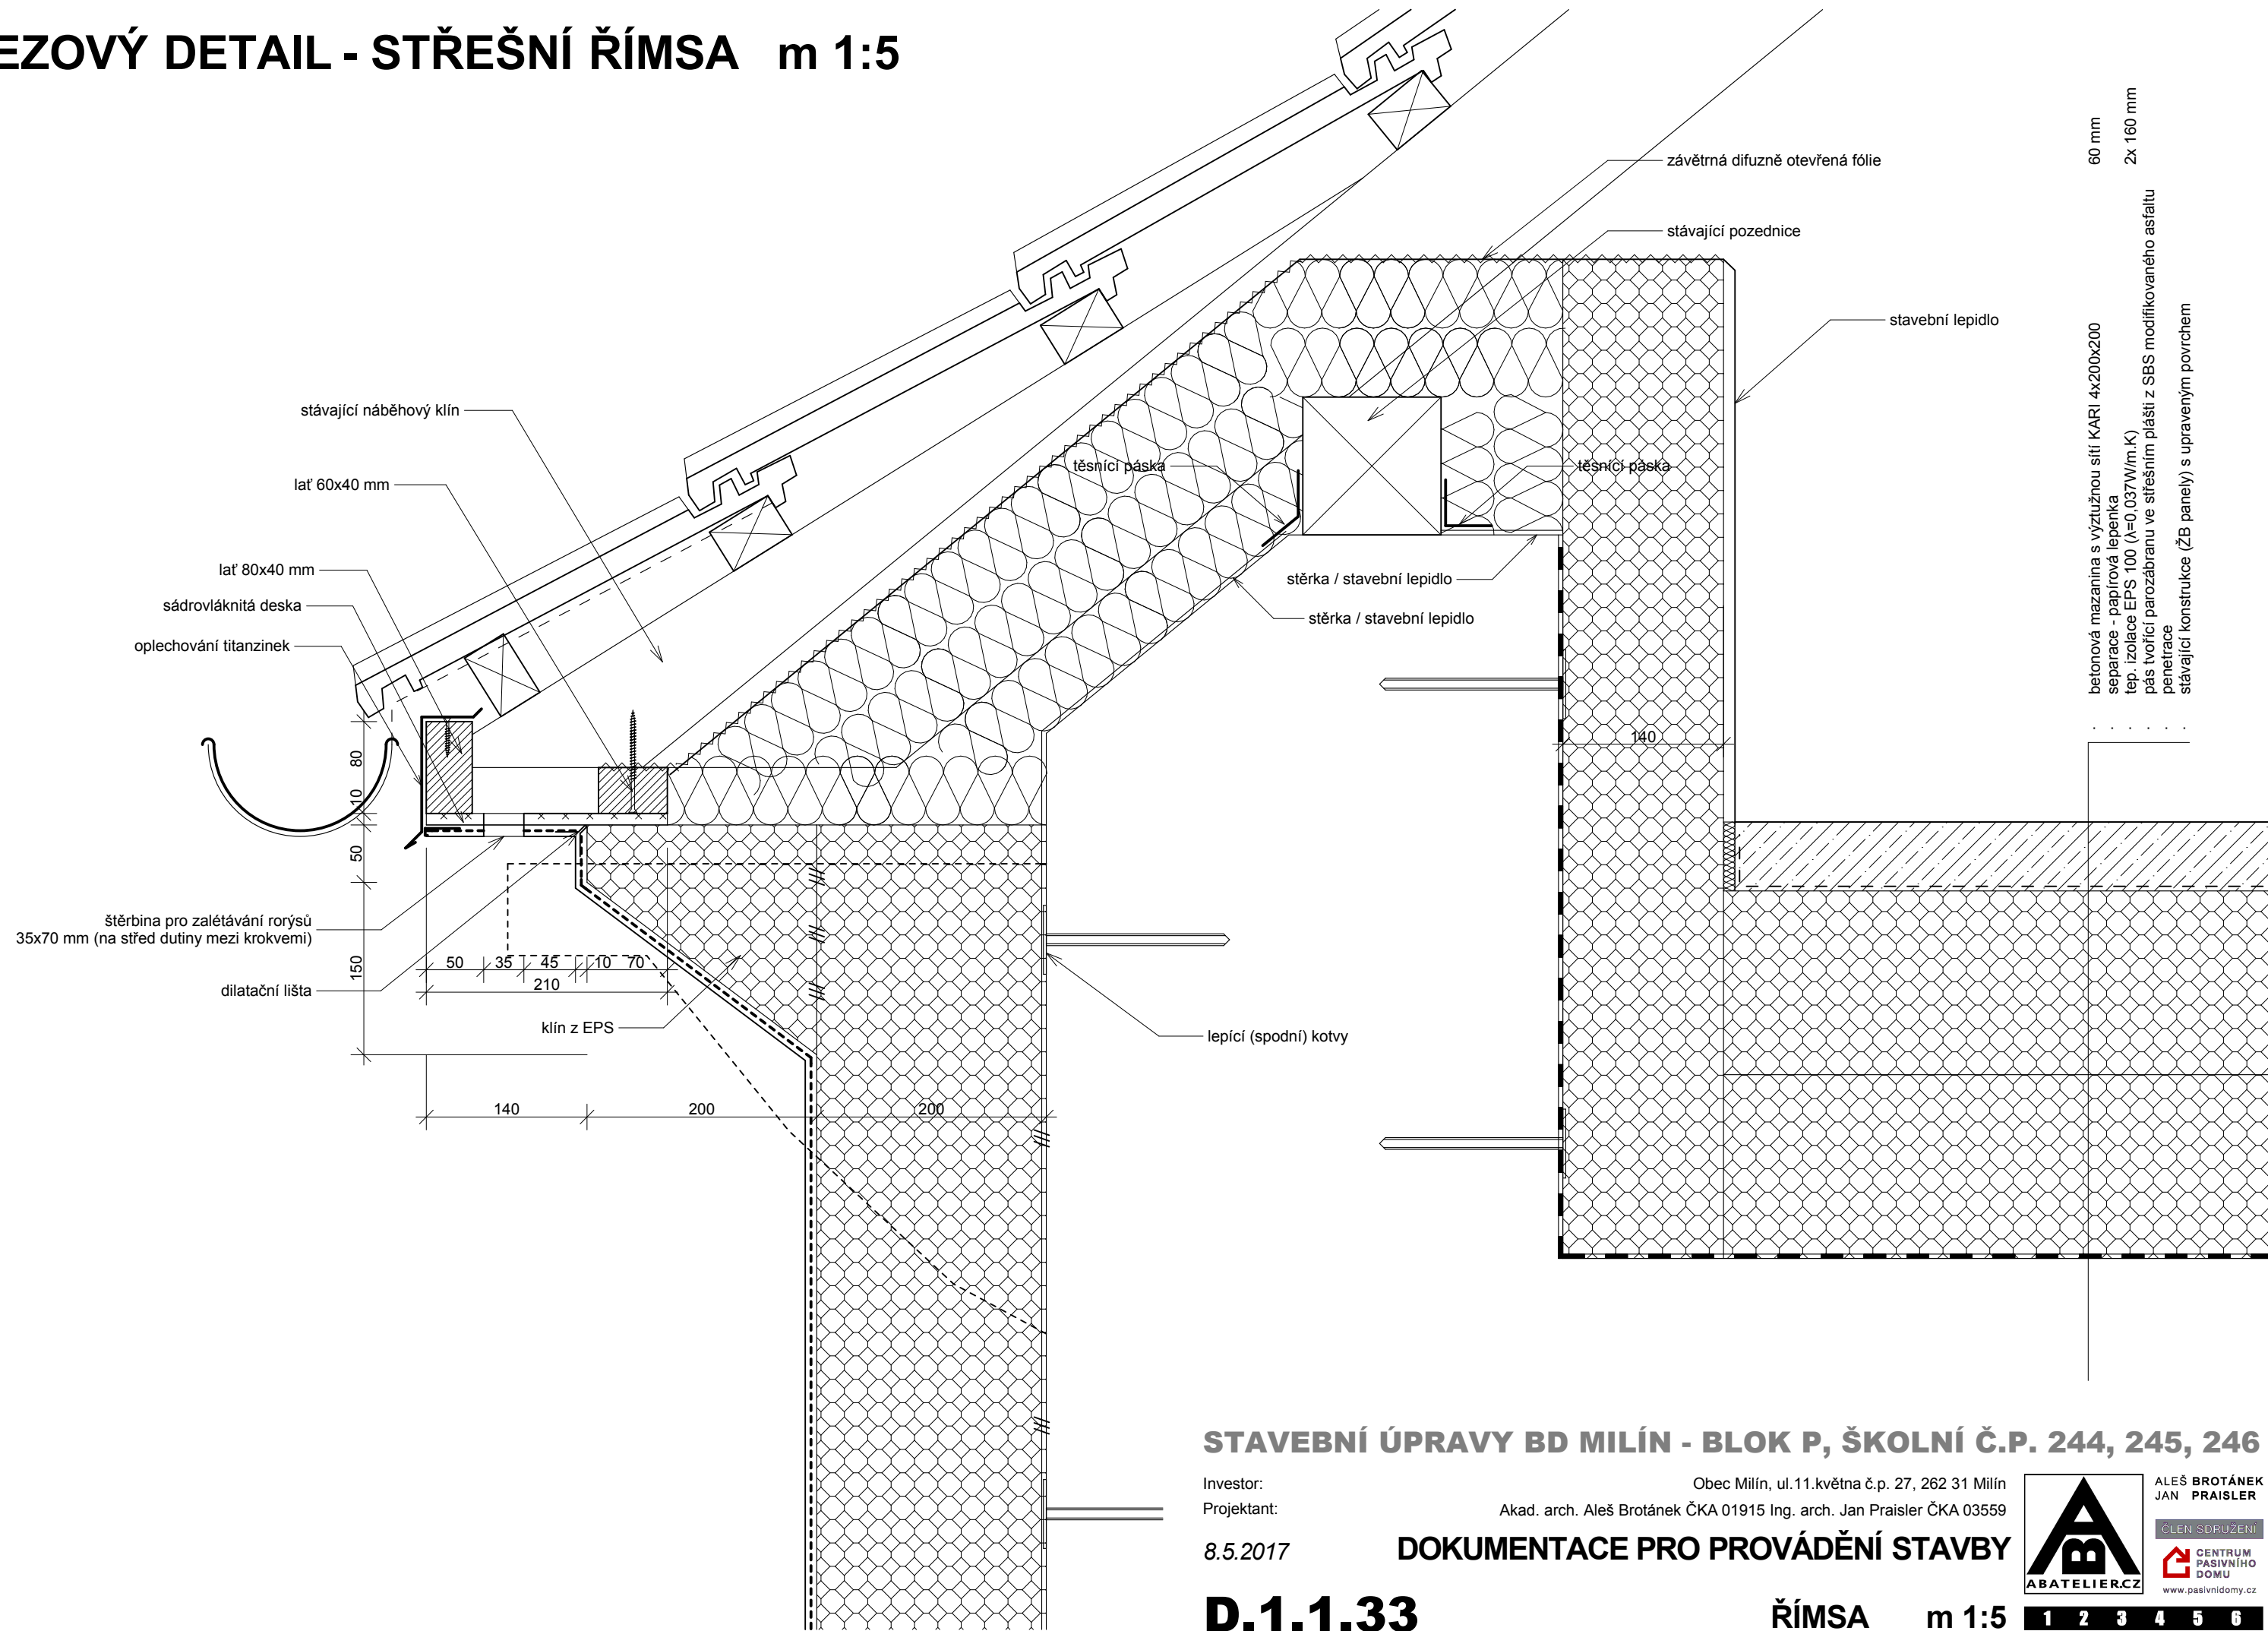 EZOVÝ DETAIL - STŘEŠNÍ ŘÍMSA m 1:5
závětrná difuzně otevřená fólie
stávající pozednice
stavební lepidlo
stávající náběhový klín
lať 60x40 mm
lať 80x40 mm
sádrovláknitá deska
oplechování titanzinek
těsnící páska
těsnící páska
stěrka / stavební lepidlo
stěrka / stavební lepidlo
betonová mazanina s výztužnou sítí KARI 4x200x200 60 mm
separace - papírová lepenka
tep. izolace EPS 100 (λ=0,037W/m.K) 2x 160 mm
pás tvořící parozábranu ve střešním plášti z SBS modifikovaného asfaltu
penetrace
stávající konstrukce (ŽB panely) s upraveným povrchem
80
10
50
150
140
štěrbina pro zalétávání rorýsů
35x70 mm (na střed dutiny mezi krokvemi)
dilatační lišta
50 35 45 10 70
210
klín z EPS
lepící (spodní) kotvy
140 200 200
STAVEBNÍ ÚPRAVY BD MILÍN - BLOK P, ŠKOLNÍ Č.P. 244, 245, 246
Investor: Obec Milín, ul.11.května č.p. 27, 262 31 Milín
Projektant: Akad. arch. Aleš Brotánek ČKA 01915 Ing. arch. Jan Praisler ČKA 03559
8.5.2017 DOKUMENTACE PRO PROVÁDĚNÍ STAVBY
D.1.1.33 ŘÍMSA m 1:5
ABA
ABATELIER.CZ
ALEŠ BROTÁNEK
JAN PRAISLER
ČLEN SDRUŽENÍ
CENTRUM
PASIVNÍHO
DOMU
www.pasivnidomy.cz
1 2 3 4 5 6